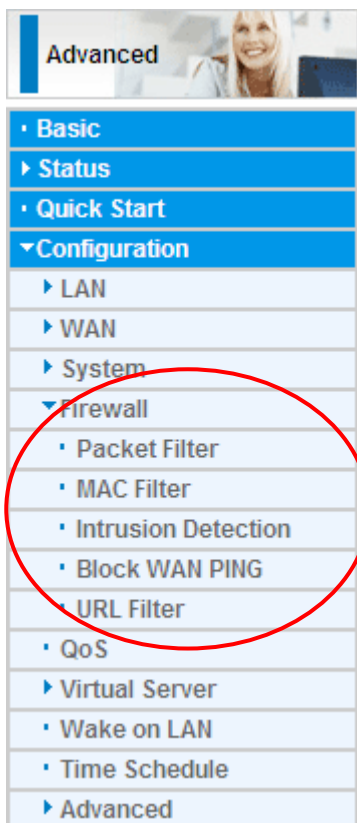 Advanced
Basic
Status
Quick Start
Configuration
LAN
WAN
System
Firewall
Packet Filter
MAC Filter
Intrusion Detection
Block WAN PING
URL Filter
QoS
Virtual Server
Wake on LAN
Time Schedule
Advanced